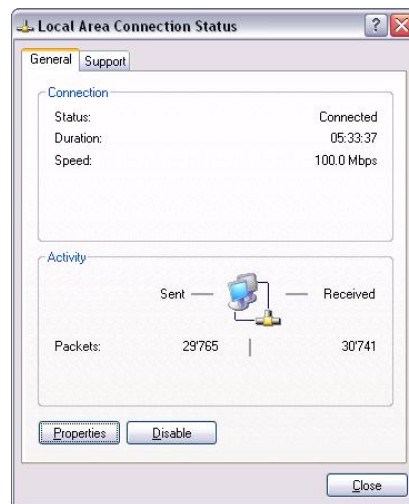 Local Area Connection Status
General Support
Connection
Status: Connected
Duration: 05:33:37
Speed: 100.0 Mbps
Activity
Sent Received
Packets: 29'765 30'741
Properties Disable
Close